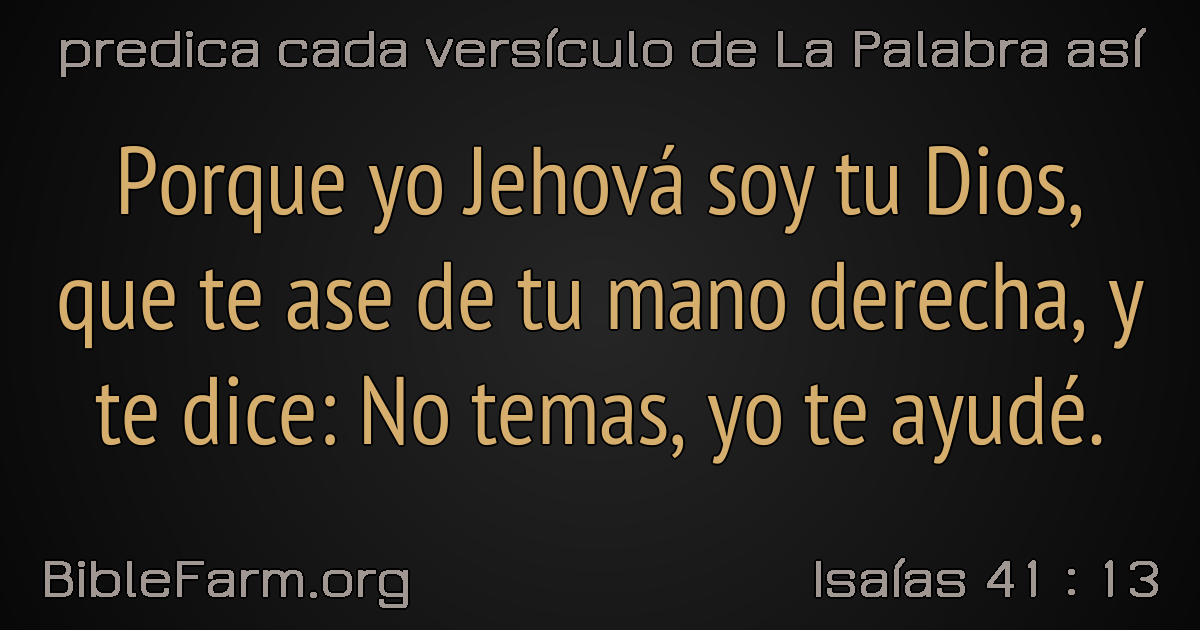 predica cada versículo de La Palabra así
Porque yo Jehová soy tu Dios,
que te ase de tu mano derecha, y
te dice: No temas, yo te ayudé.
BibleFarm.org
Isaías 41 : 13